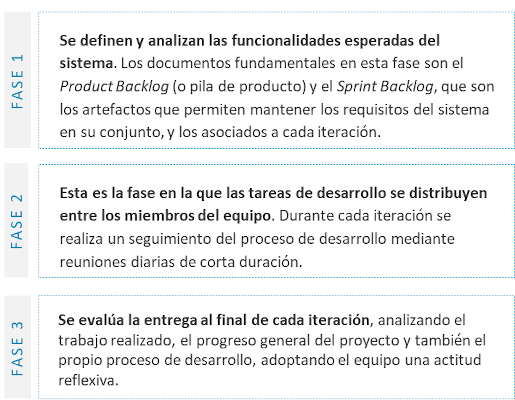 FASE 1
Se definen y analizan las funcionalidades esperadas del
sistema. Los documentos fundamentales en esta fase son el
Product Backlog (o pila de producto) y el Sprint Backlog, que son
los artefactos que permiten mantener los requisitos del sistema
en su conjunto, y los asociados a cada iteración.
FASE 2
Esta es la fase en la que las tareas de desarrollo se distribuyen
entre los miembros del equipo. Durante cada iteración se
realiza un seguimiento del proceso de desarrollo mediante
reuniones diarias de corta duración.
FASE 3
Se evalúa la entrega al final de cada iteración, analizando el
trabajo realizado, el progreso general del proyecto y también el
propio proceso de desarrollo, adoptando el equipo una actitud
reflexiva.